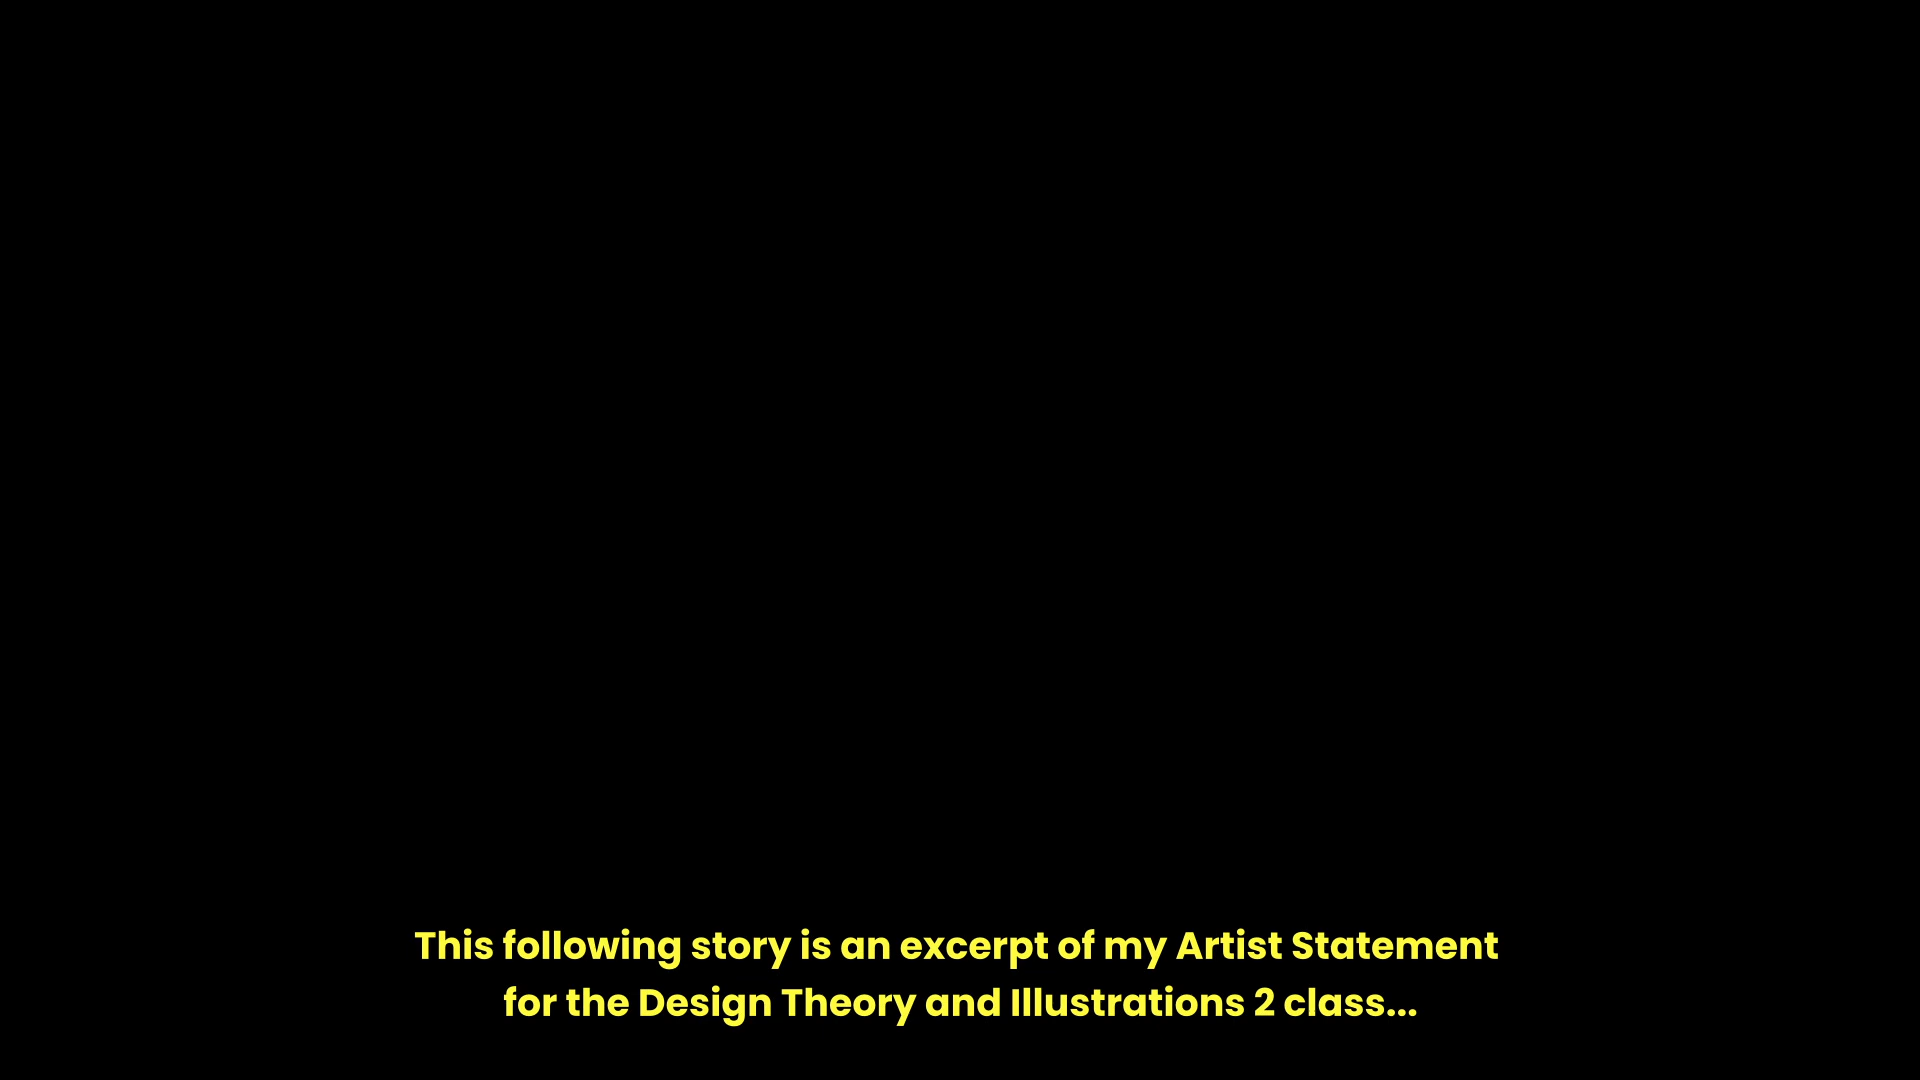 This following story is an excerpt of my Artist Statement
for the Design Theory and Illustrations 2 class...